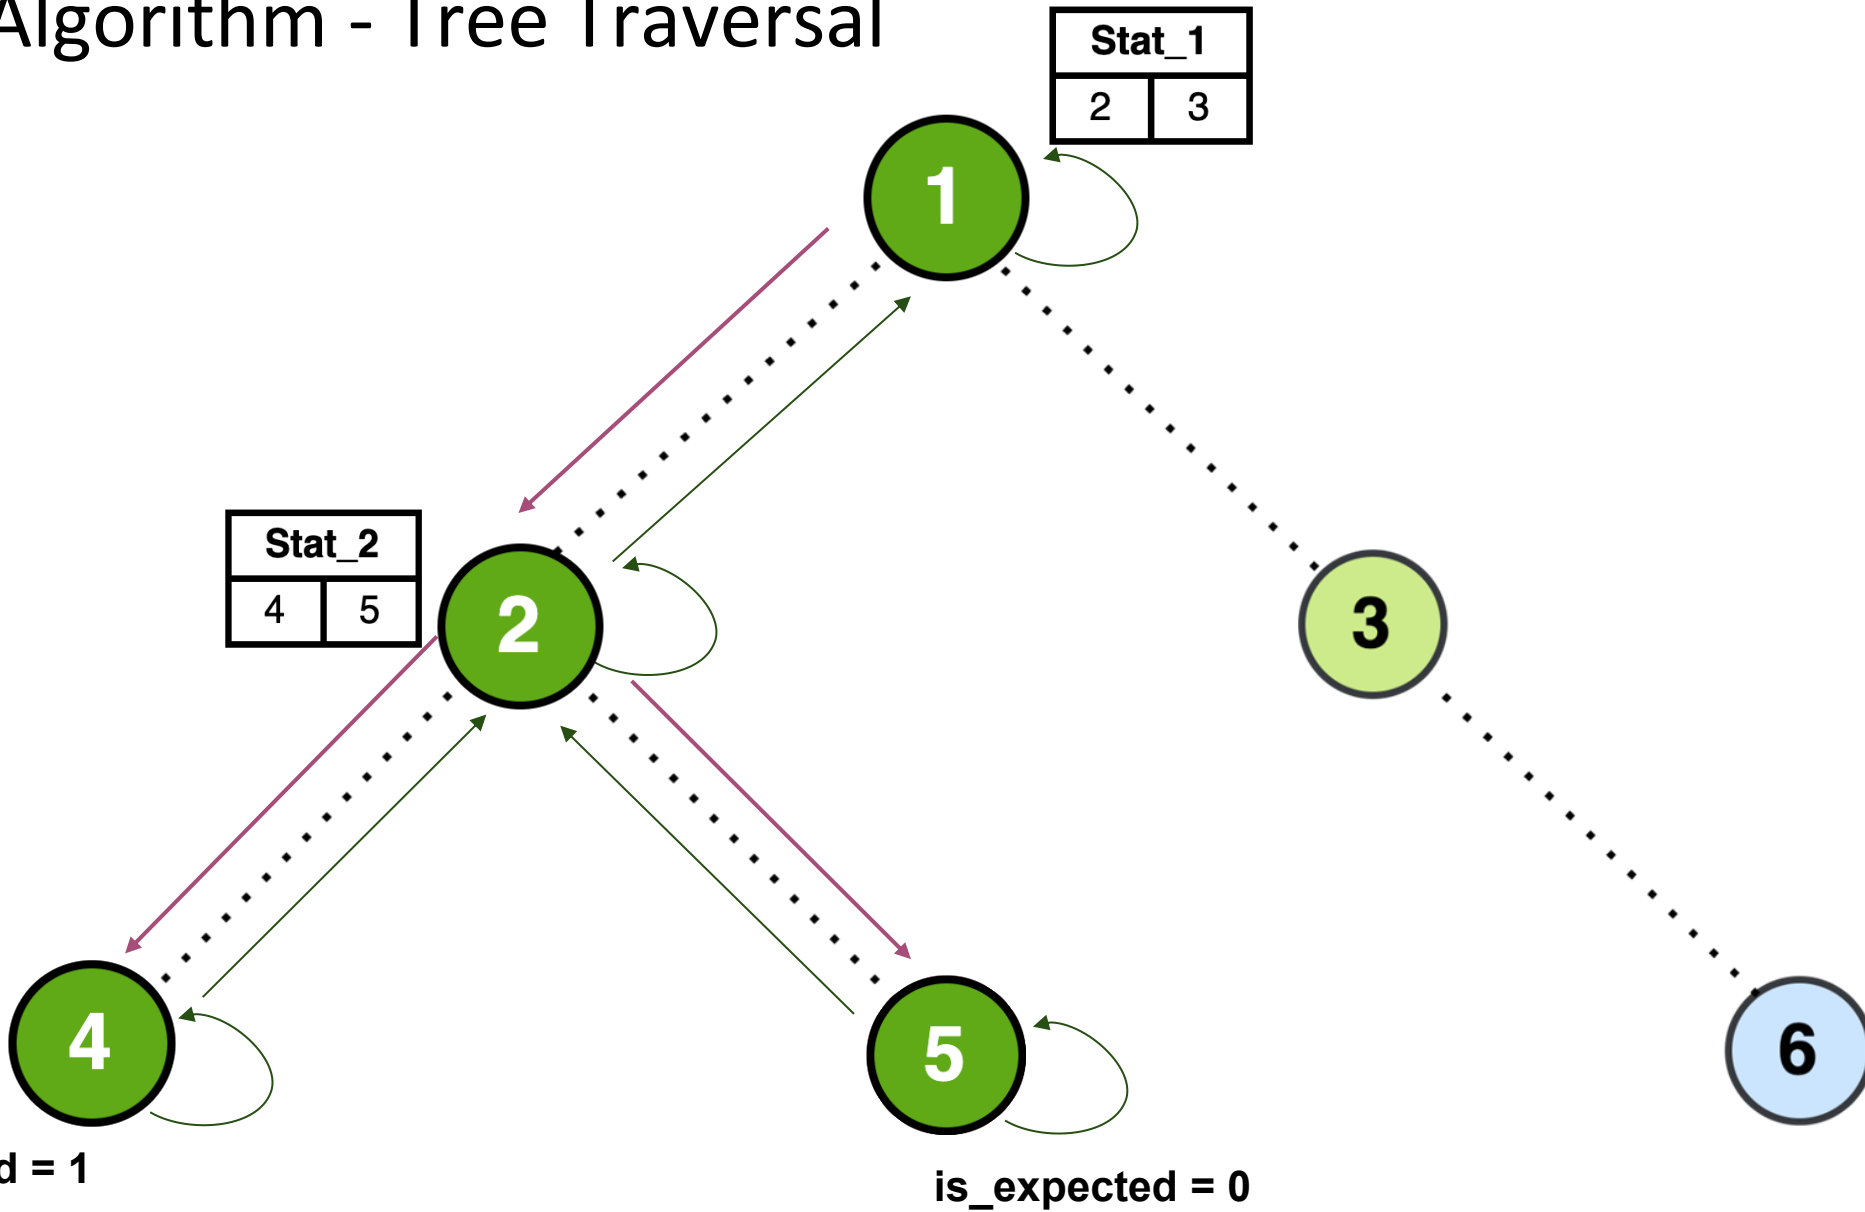 Algorithm - Tree Traversal
Stat_1
2 3
1
Stat_2
4 5
2
3
4
5
6
d = 1
is_expected = 0